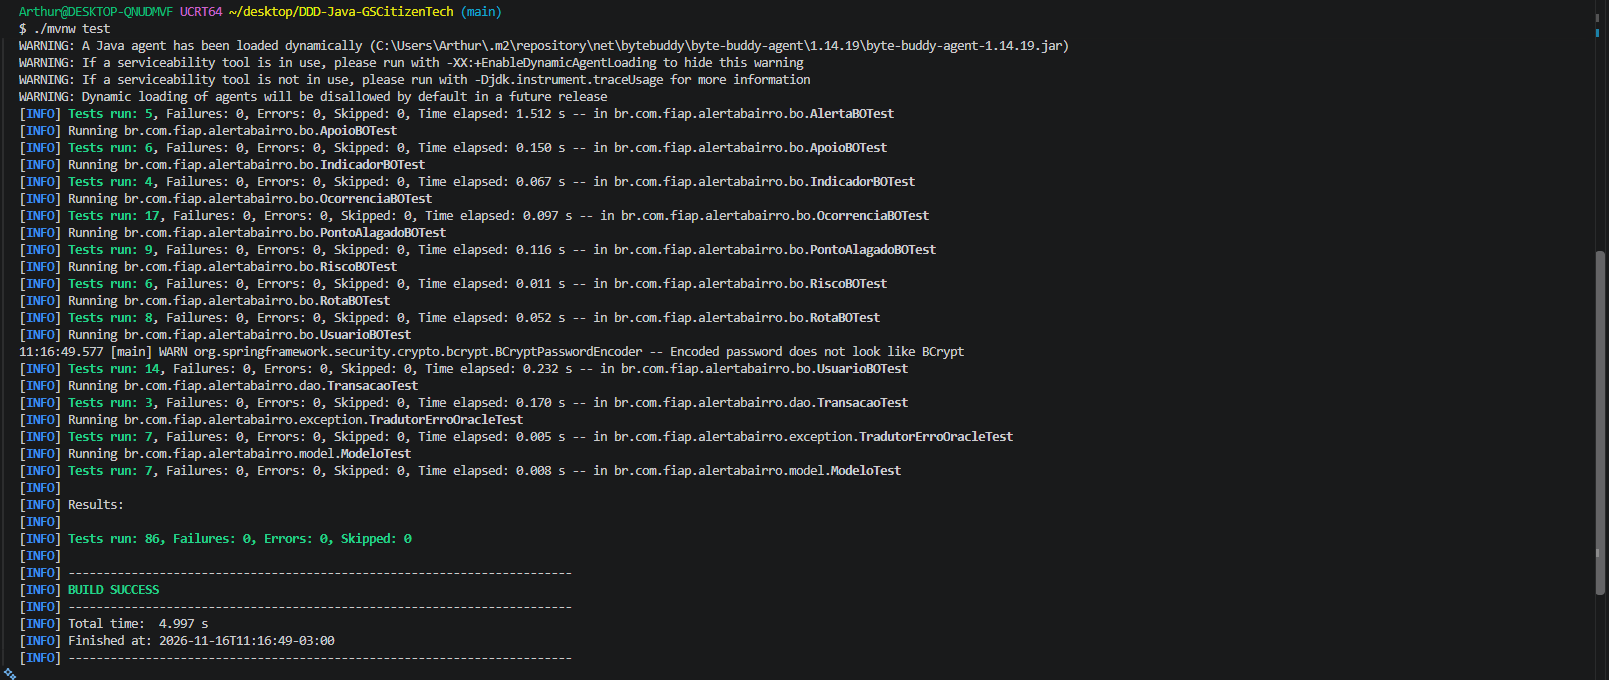 Arthur@DESKTOP-QNUDMVF UCRT64 ~/desktop/DDD-Java-GSCitizenTech (main)
$ ./mvnw test
WARNING: A Java agent has been loaded dynamically (C:\Users\Arthur\.m2\repository\net\bytebuddy\byte-buddy-agent\1.14.19\byte-buddy-agent-1.14.19.jar)
WARNING: If a serviceability tool is in use, please run with -XX:+EnableDynamicAgentLoading to hide this warning
WARNING: If a serviceability tool is not in use, please run with -Djdk.instrument.traceUsage for more information
WARNING: Dynamic loading of agents will be disallowed by default in a future release
[INFO] Tests run: 5, Failures: 0, Errors: 0, Skipped: 0, Time elapsed: 1.512 s -- in br.com.fiap.alertabairro.bo.AlertaBOTest
[INFO] Running br.com.fiap.alertabairro.bo.ApoioBOTest
[INFO] Tests run: 6, Failures: 0, Errors: 0, Skipped: 0, Time elapsed: 0.150 s -- in br.com.fiap.alertabairro.bo.ApoioBOTest
[INFO] Running br.com.fiap.alertabairro.bo.IndicadorBOTest
[INFO] Tests run: 4, Failures: 0, Errors: 0, Skipped: 0, Time elapsed: 0.067 s -- in br.com.fiap.alertabairro.bo.IndicadorBOTest
[INFO] Running br.com.fiap.alertabairro.bo.OcorrenciaBOTest
[INFO] Tests run: 17, Failures: 0, Errors: 0, Skipped: 0, Time elapsed: 0.097 s -- in br.com.fiap.alertabairro.bo.OcorrenciaBOTest
[INFO] Running br.com.fiap.alertabairro.bo.PontoAlagadoBOTest
[INFO] Tests run: 9, Failures: 0, Errors: 0, Skipped: 0, Time elapsed: 0.116 s -- in br.com.fiap.alertabairro.bo.PontoAlagadoBOTest
[INFO] Running br.com.fiap.alertabairro.bo.RiscoBOTest
[INFO] Tests run: 6, Failures: 0, Errors: 0, Skipped: 0, Time elapsed: 0.011 s -- in br.com.fiap.alertabairro.bo.RiscoBOTest
[INFO] Running br.com.fiap.alertabairro.bo.RotaBOTest
[INFO] Tests run: 8, Failures: 0, Errors: 0, Skipped: 0, Time elapsed: 0.052 s -- in br.com.fiap.alertabairro.bo.RotaBOTest
[INFO] Running br.com.fiap.alertabairro.bo.UsuarioBOTest
11:16:49.577 [main] WARN org.springframework.security.crypto.bcrypt.BCryptPasswordEncoder -- Encoded password does not look like BCrypt
[INFO] Tests run: 14, Failures: 0, Errors: 0, Skipped: 0, Time elapsed: 0.232 s -- in br.com.fiap.alertabairro.bo.UsuarioBOTest
[INFO] Running br.com.fiap.alertabairro.dao.TransacaoTest
[INFO] Tests run: 3, Failures: 0, Errors: 0, Skipped: 0, Time elapsed: 0.170 s -- in br.com.fiap.alertabairro.dao.TransacaoTest
[INFO] Running br.com.fiap.alertabairro.exception.TradutorErroOracleTest
[INFO] Tests run: 7, Failures: 0, Errors: 0, Skipped: 0, Time elapsed: 0.005 s -- in br.com.fiap.alertabairro.exception.TradutorErroOracleTest
[INFO] Running br.com.fiap.alertabairro.model.ModeloTest
[INFO] Tests run: 7, Failures: 0, Errors: 0, Skipped: 0, Time elapsed: 0.008 s -- in br.com.fiap.alertabairro.model.ModeloTest
[INFO]
[INFO] Results:
[INFO]
[INFO] Tests run: 86, Failures: 0, Errors: 0, Skipped: 0
[INFO]
[INFO] ------------------------------------------------------------------------
[INFO] BUILD SUCCESS
[INFO] ------------------------------------------------------------------------
[INFO] Total time:  4.997 s
[INFO] Finished at: 2026-11-16T11:16:49-03:00
[INFO] ------------------------------------------------------------------------